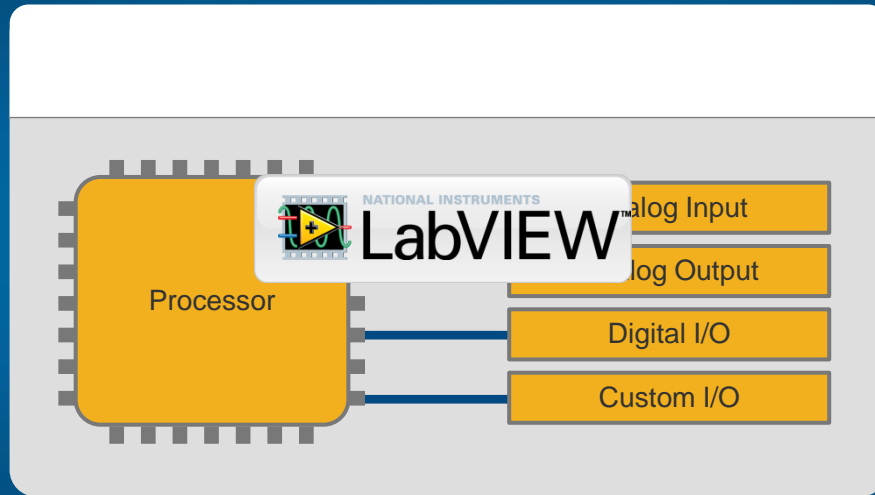 NATIONAL INSTRUMENTS
LabVIEW™
alog Input
log Output
Processor
Digital I/O
Custom I/O